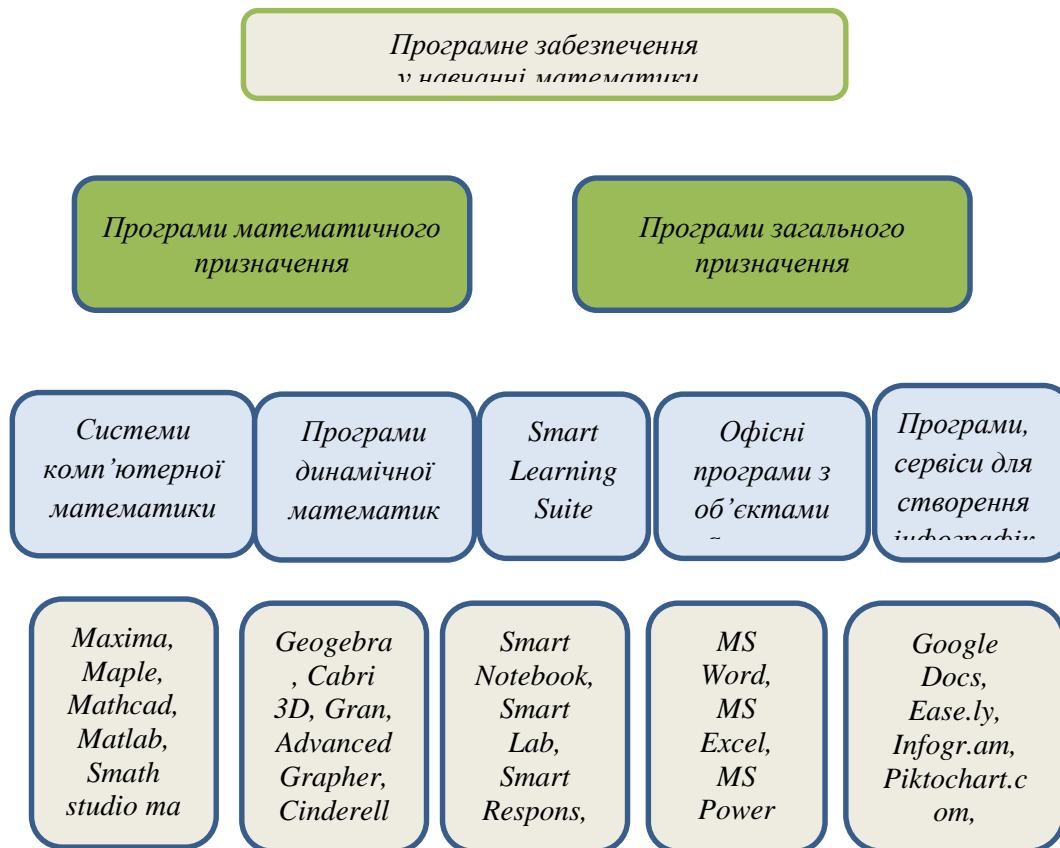 Програмне забезпечення
у навчанні математики
Програми математичного
призначення
Програми загального
призначення
Системи
комп’ютерної
математики
Програми
динамічної
математик
Smart
Learning
Suite
Офісні
програми з
об’єктами
Програми,
сервіси для
створення
інфографік
Maxima,
Maple,
Mathcad,
Matlab,
Smath
studio та
Geogebra
, Cabri
3D, Gran,
Advanced
Grapher,
Cinderell
Smart
Notebook,
Smart
Lab,
Smart
Respons,
MS
Word,
MS
Excel,
MS
Power
Google
Docs,
Ease.ly,
Infogr.am,
Piktochart.c
om,